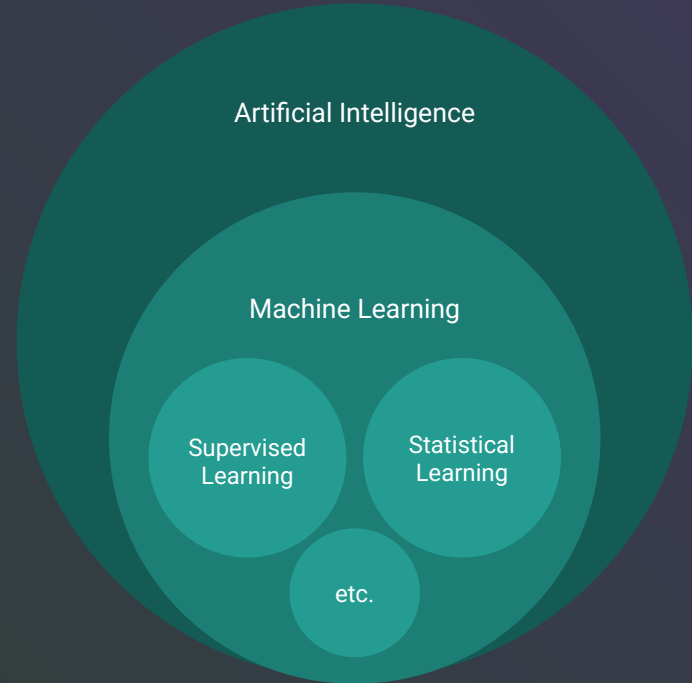 Artificial Intelligence
Machine Learning
Supervised
Learning
Statistical
Learning
etc.